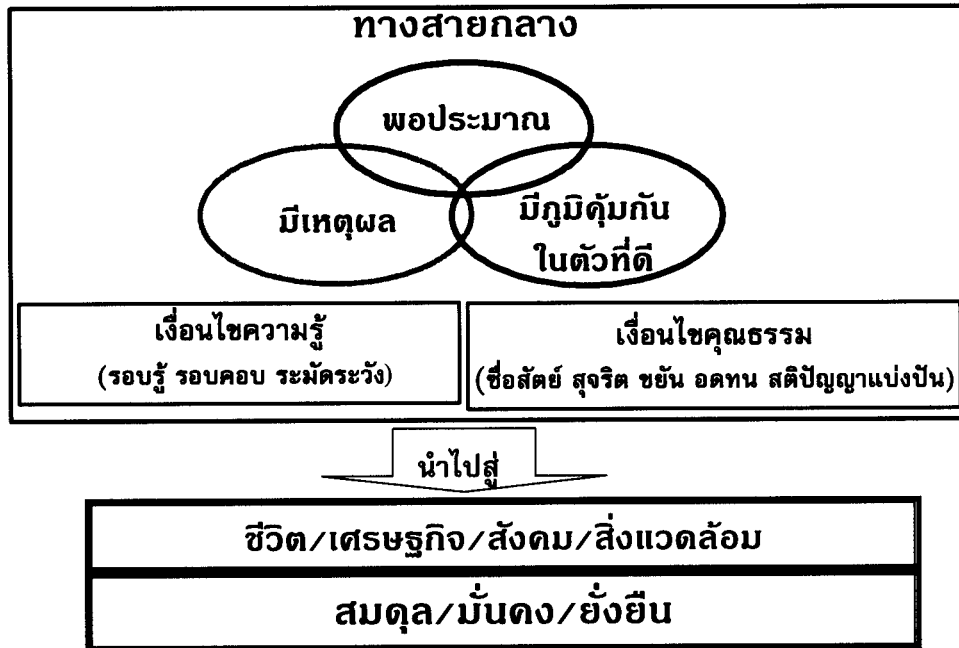 ทางสายกลาง
พอประมาณ
มีเหตุผล
มีภูมิคุ้มกัน
ในตัวที่ดี
เงื่อนไขความรู้
(รอบรู้ รอบคอบ ระมัดระวัง)
เงื่อนไขคุณธรรม
(ซื่อสัตย์ สุจริต ขยัน อดทน สติปัญญาแบ่งปัน)
นำไปสู่
ชีวิต/เศรษฐกิจ/สังคม/สิ่งแวดล้อม
สมดุล/มั่นคง/ยั่งยืน